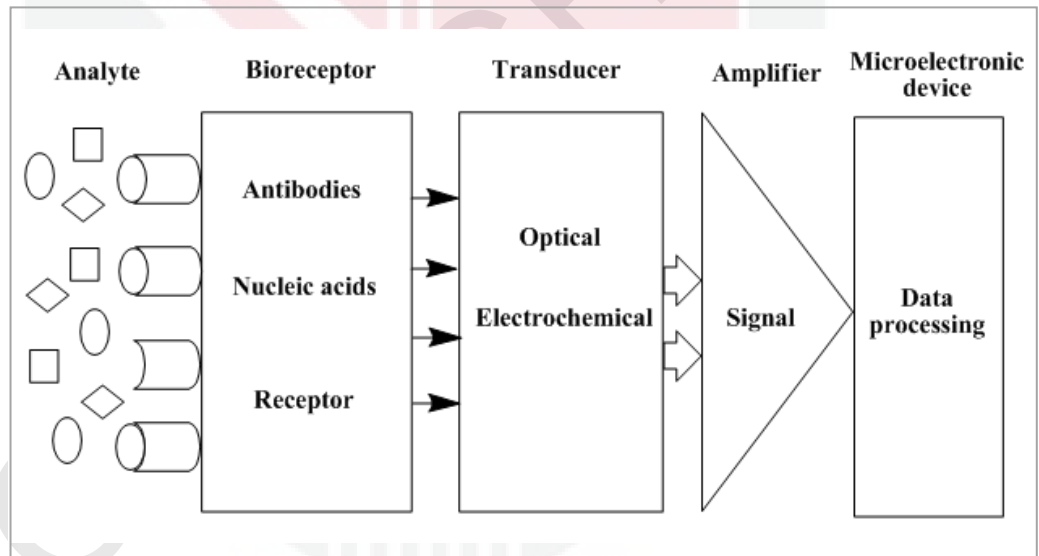 Analyte
Bioreceptor
Transducer
Amplifier
Microelectronic
device
Antibodies
Nucleic acids
Receptor
Optical
Electrochemical
Signal
Data
processing